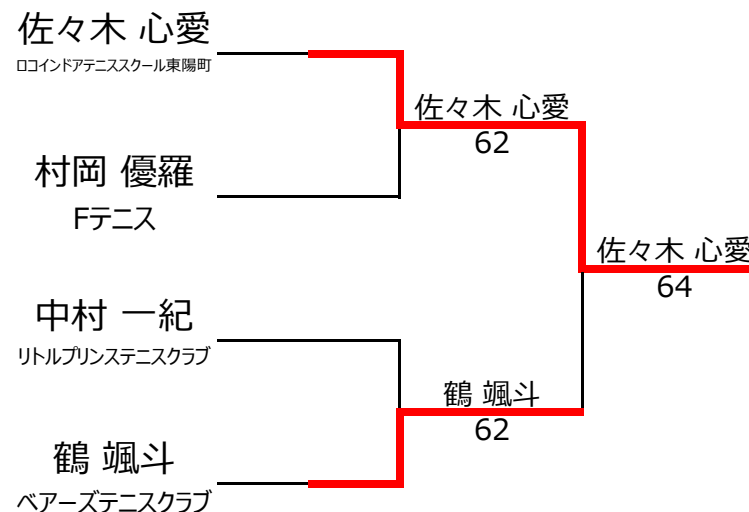 佐々木 心愛
ロコインドアテニススクール東陽町
佐々木 心愛
62
村岡 優羅
Fテニス
佐々木 心愛
64
中村 一紀
リトルプリンステニスクラブ
鶴 颯斗
62
鶴 颯斗
ベアーズテニスクラブ